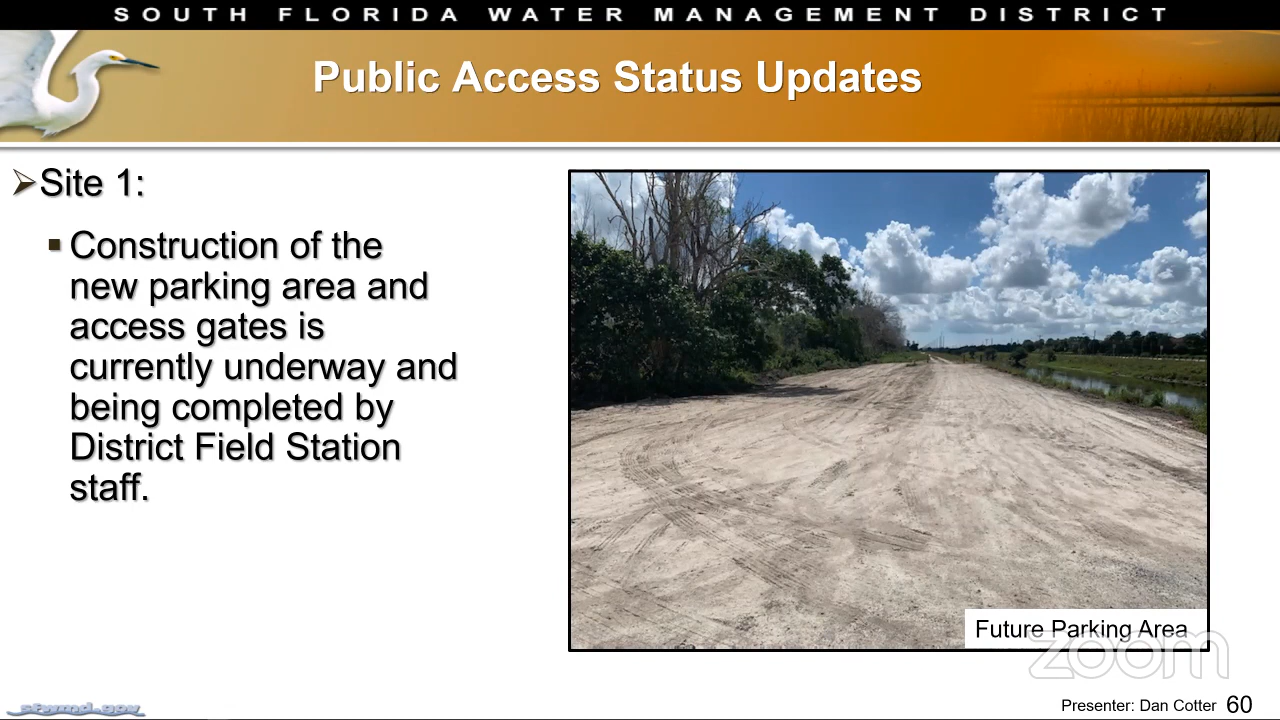 SOUTH FLORIDA WATER MANAGEMENT DISTRICT
Public Access Status Updates
Site 1:
Construction of the
new parking area and
access gates is
currently underway and
being completed by
District Field Station
staff.
Future Parking Area
zoom
sfwmd.gov
Presenter: Dan Cotter 60